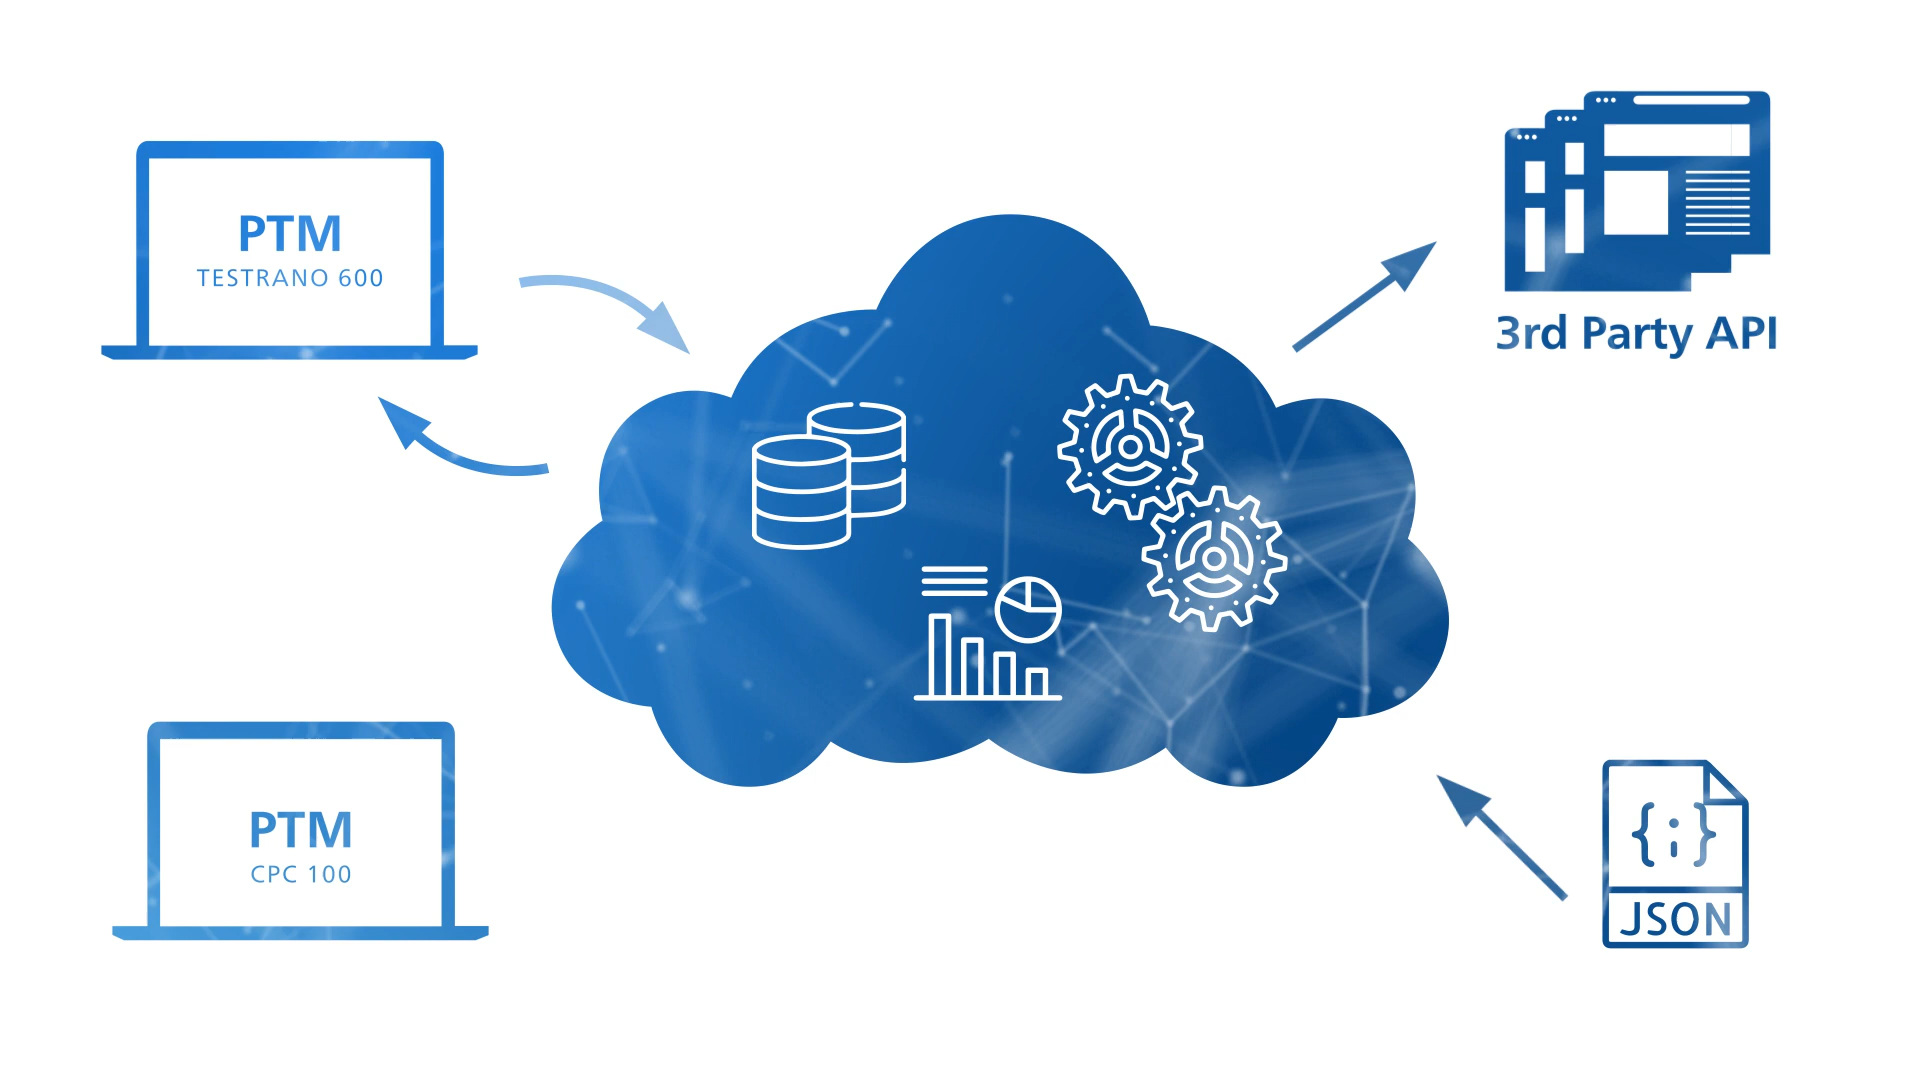 PTM
TESTRANO 600
3rd Party API
PTM
CPC 100
{;}
JSON